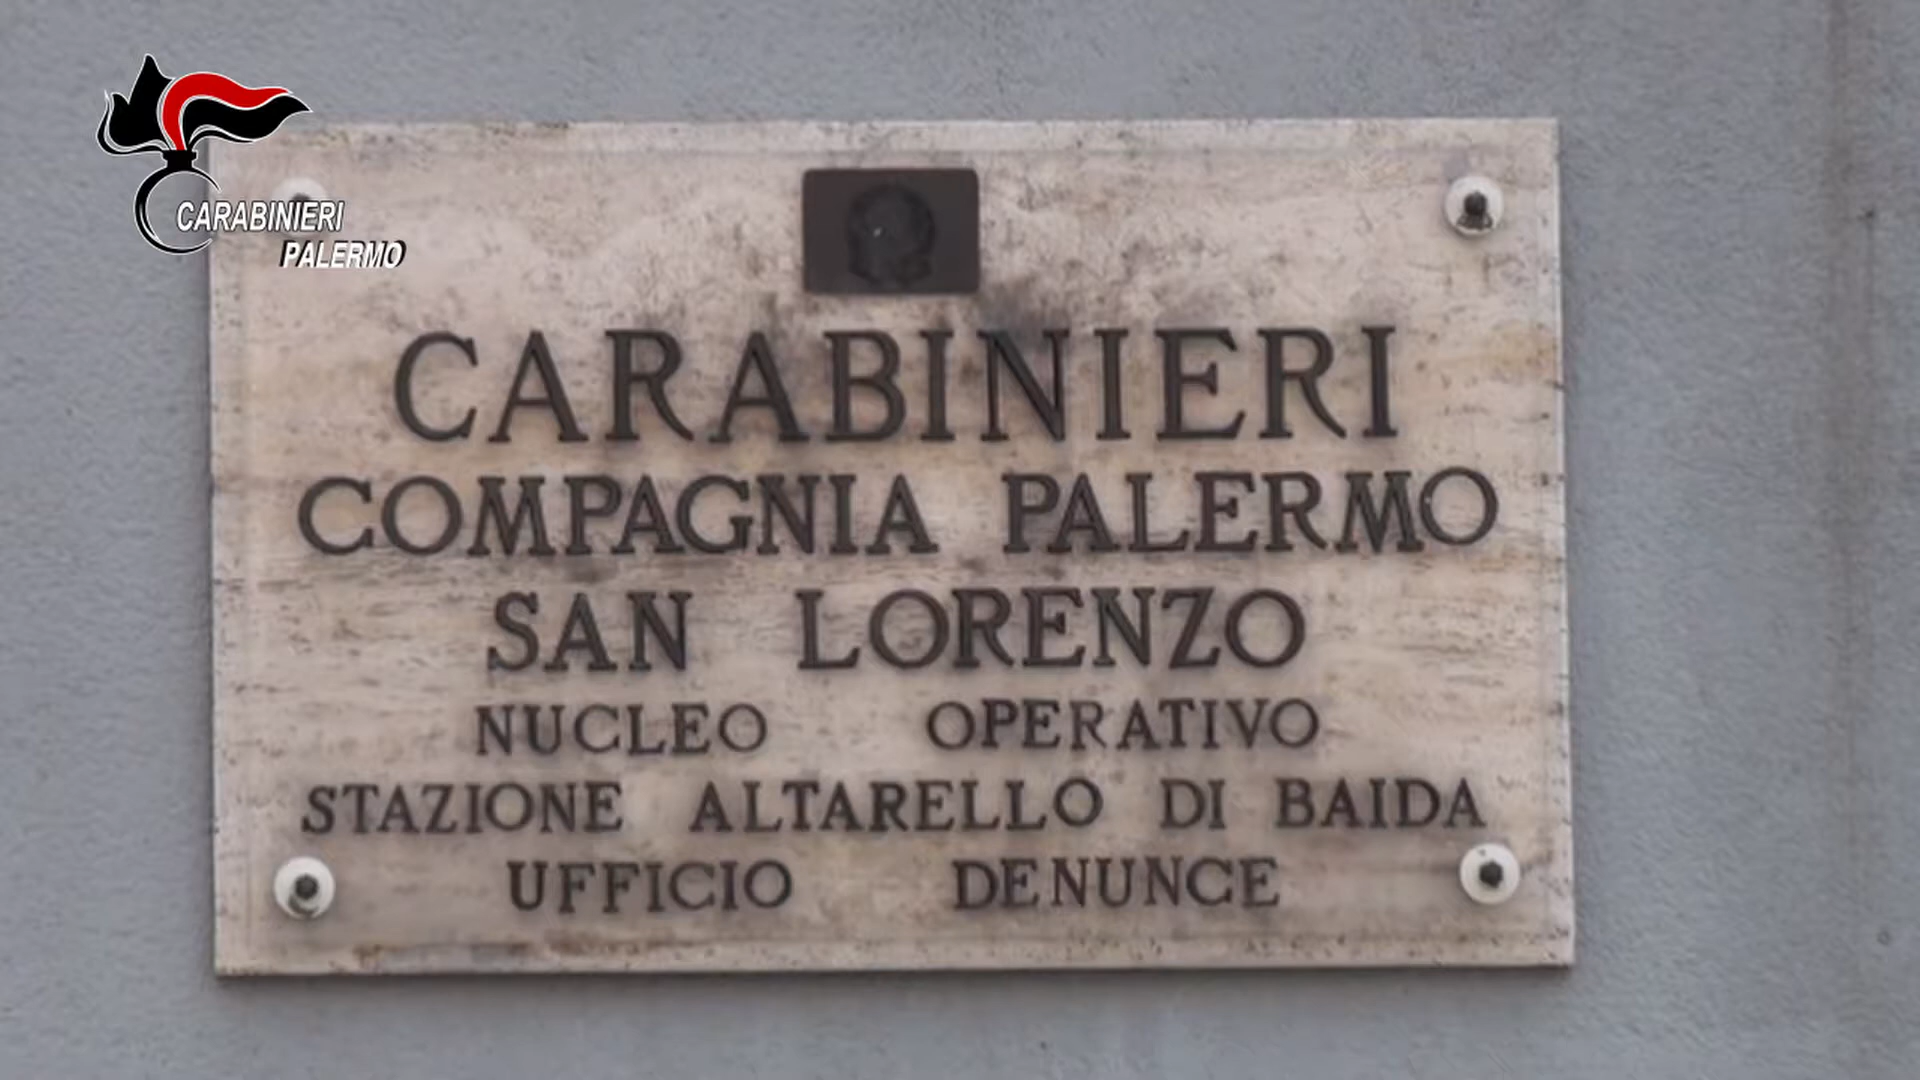 CARABINIERI
PALERMO
CARABINIERI
COMPAGNIA PALERMO
SAN LORENZO
NUCLEO OPERATIVO
STAZIONE ALTARELLO DI BAIDA
UFFICIO DENUNCE